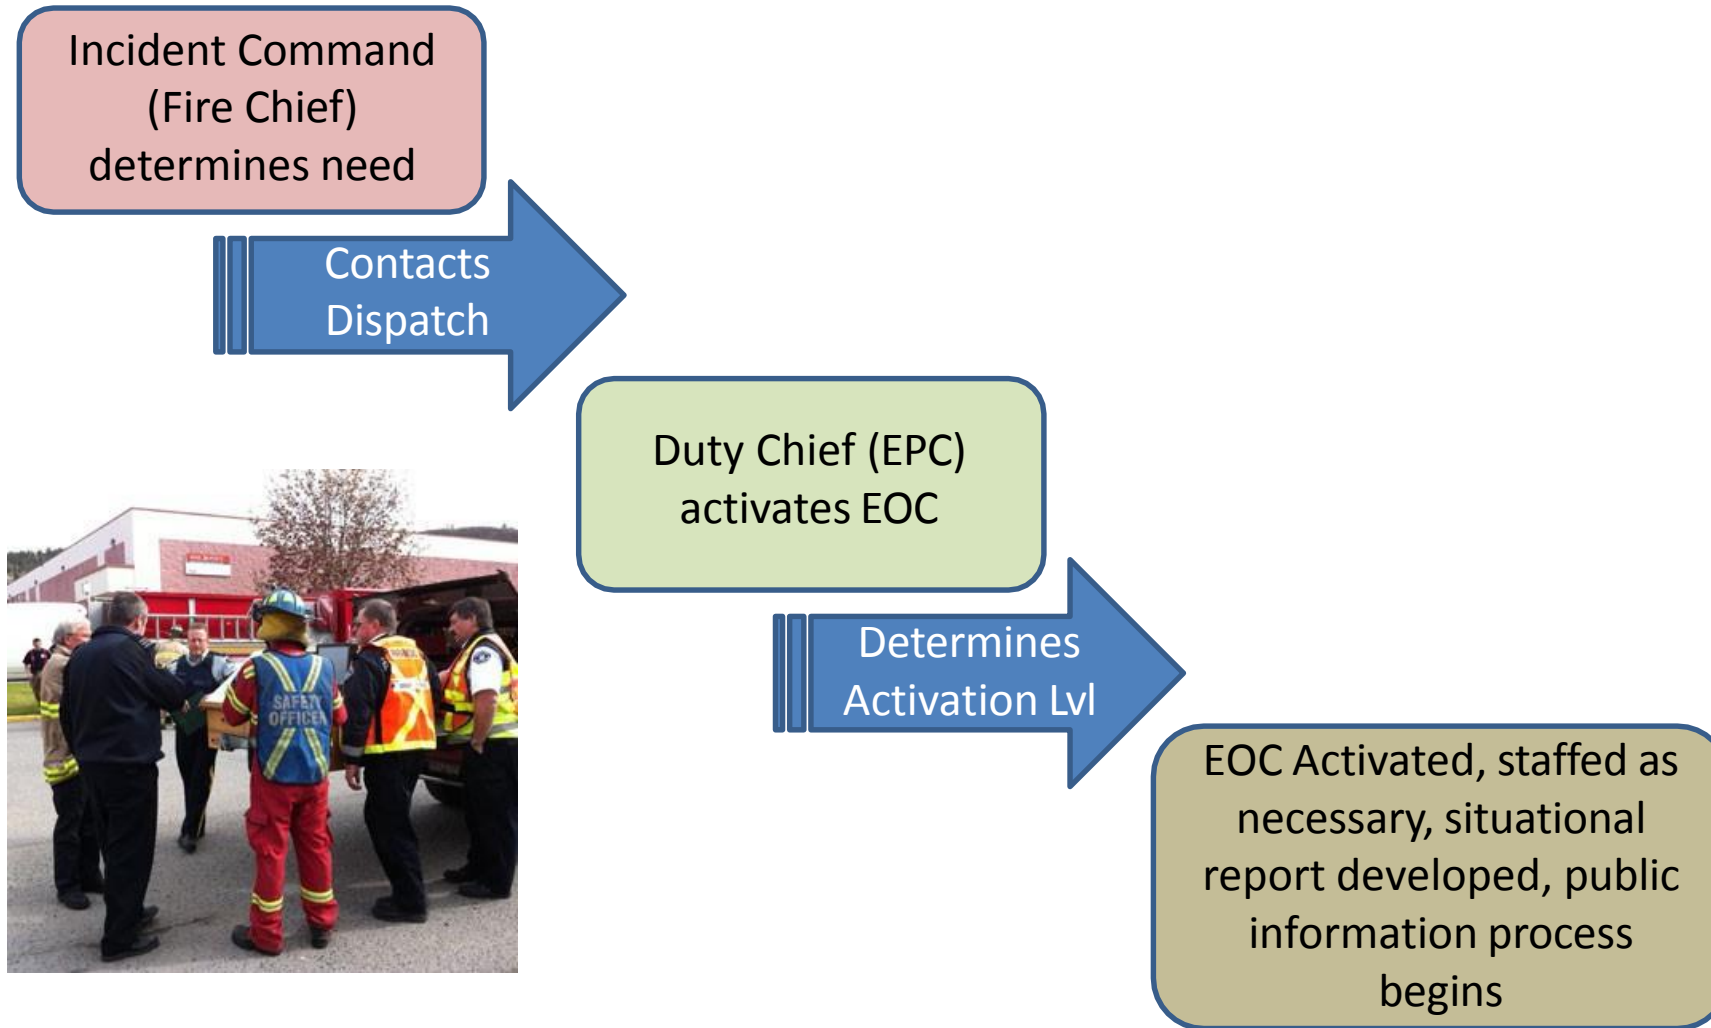 Incident Command
(Fire Chief)
determines need
Contacts
Dispatch
Duty Chief (EPC)
activates EOC
Determines
Activation Lvl
EOC Activated, staffed as
necessary, situational
report developed, public
information process
begins
SAFETY
OFFICER